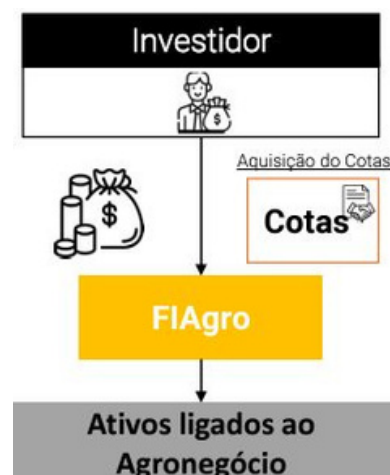 Investidor
Aquisição do Cotas
Cotas
$
$
FIAgro
Ativos ligados ao
Agronegócio